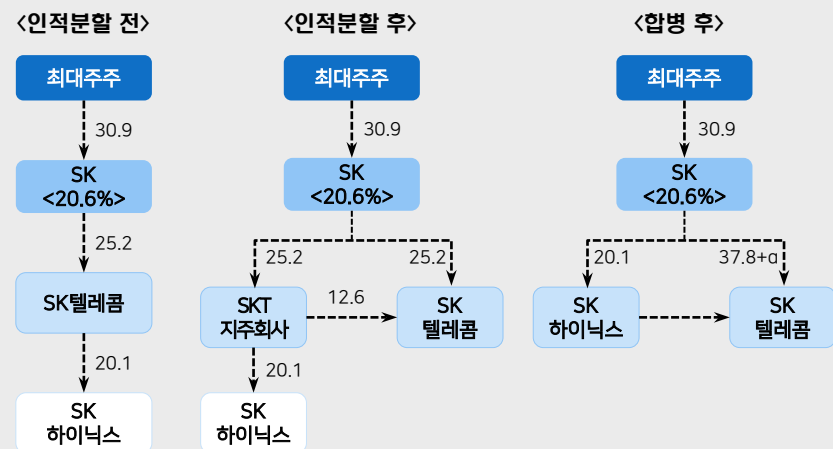 <인적분할 전>
최대주주
30.9
SK
<20.6%>
25.2
SK텔레콤
20.1
SK
하이닉스
<인적분할 후>
최대주주
30.9
SK
<20.6%>
25.2
25.2
SKT
지주회사
12.6
SK
텔레콤
20.1
SK
하이닉스
<합병 후>
최대주주
30.9
SK
<20.6%>
20.1
37.8+α
SK
하이닉스
SK
텔레콤